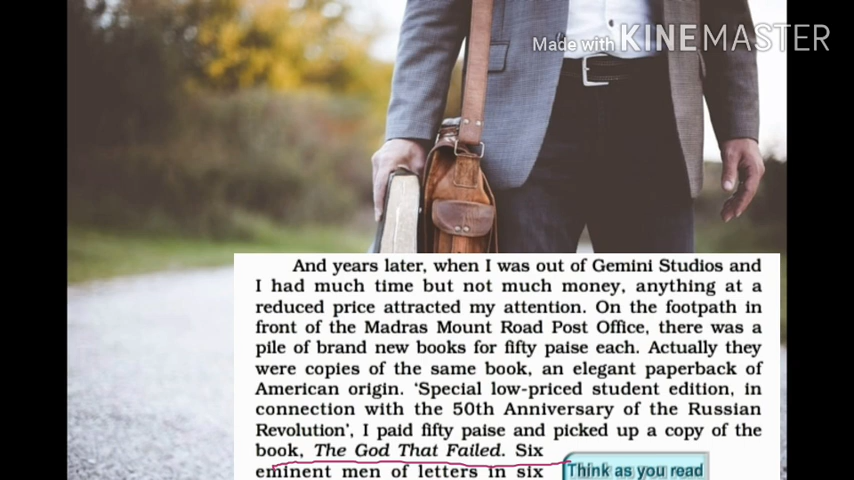 Made with KINEMASTER
And years later, when I was out of Gemini Studios and
I had much time but not much money, anything at a
reduced price attracted my attention. On the footpath in
front of the Madras Mount Road Post Office, there was a
pile of brand new books for fifty paise each. Actually they
were copies of the same book, an elegant paperback of
American origin. ‘Special low-priced student edition, in
connection with the 50th Anniversary of the Russian
Revolution’, I paid fifty paise and picked up a copy of the
book, The God That Failed. Six
eminent men of letters in six
Think as you read